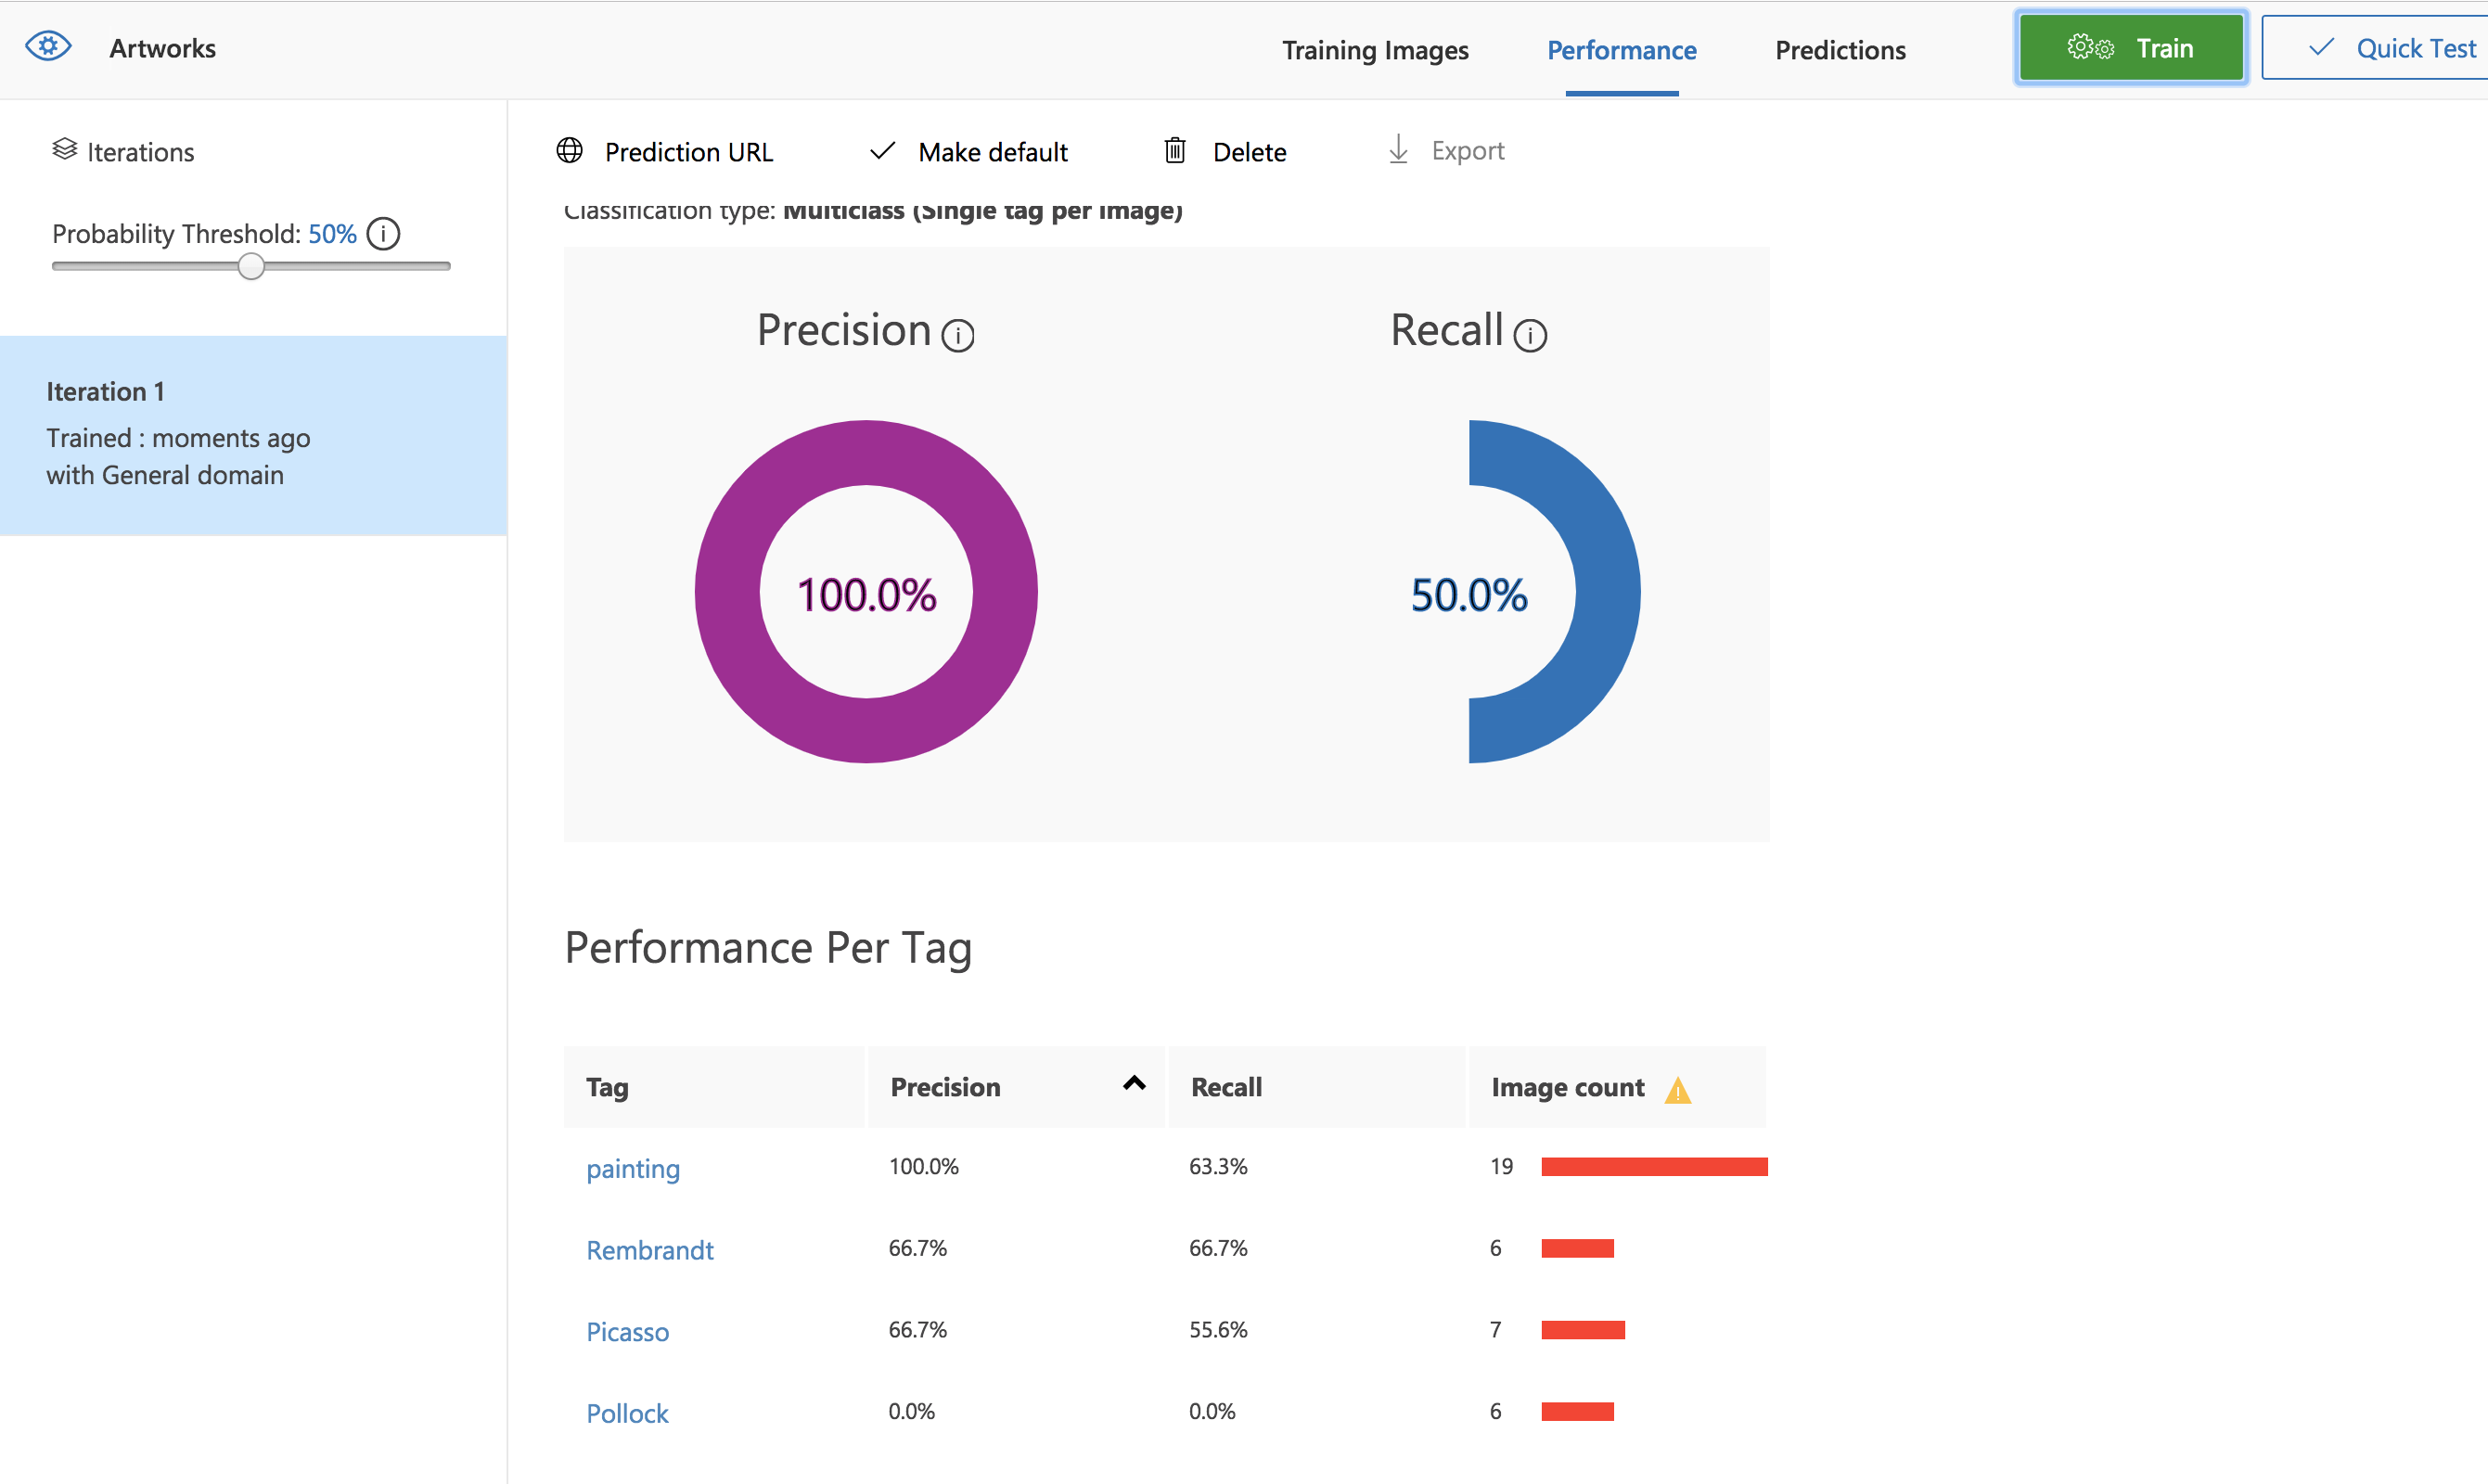 Artworks
Training Images
Performance
Predictions
Train
Quick Test
Iterations
Probability Threshold: 50%
Iteration 1
Trained : moments ago
with General domain
Prediction URL
Make default
Delete
Export
Classification type: Multiclass (Single tag per image)
Precision
Recall
100.0%
50.0%
Performance Per Tag
Tag Precision Recall Image count
painting 100.0% 63.3% 19
Rembrandt 66.7% 66.7% 6
Picasso 66.7% 55.6% 7
Pollock 0.0% 0.0% 6